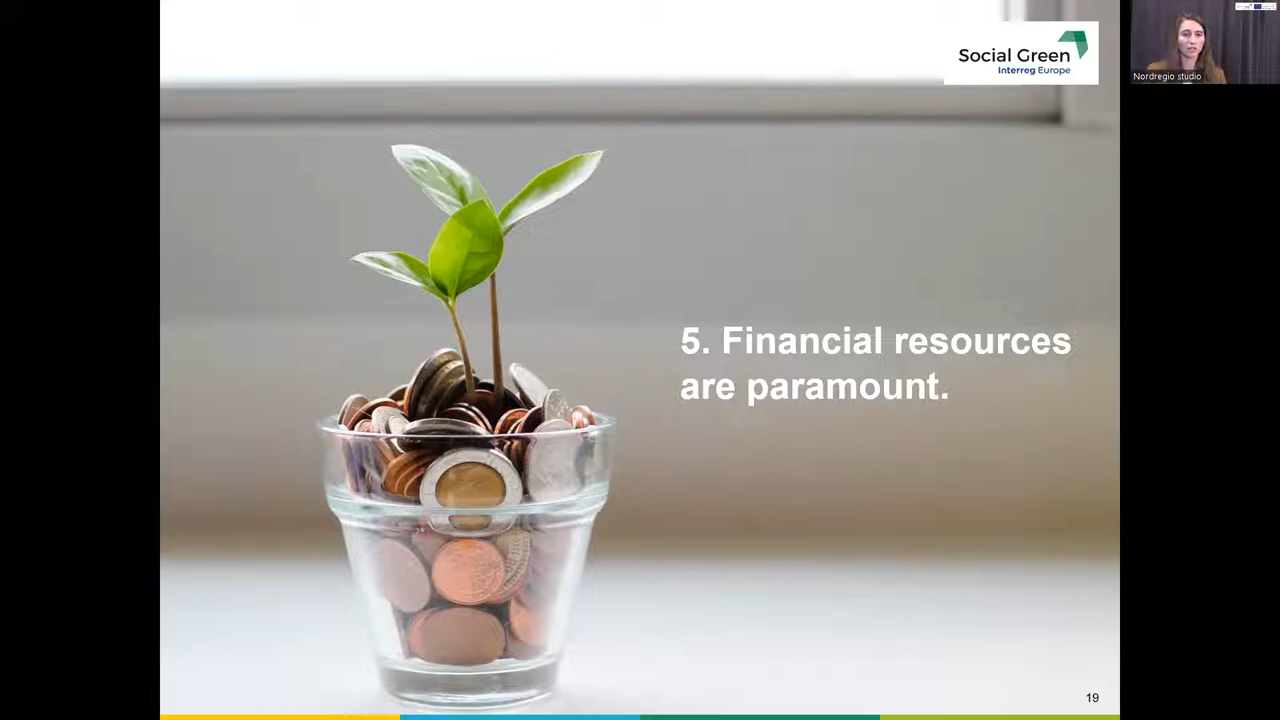 Social Green
Interreg Europe
Nordregio studio
5. Financial resources
are paramount.
19